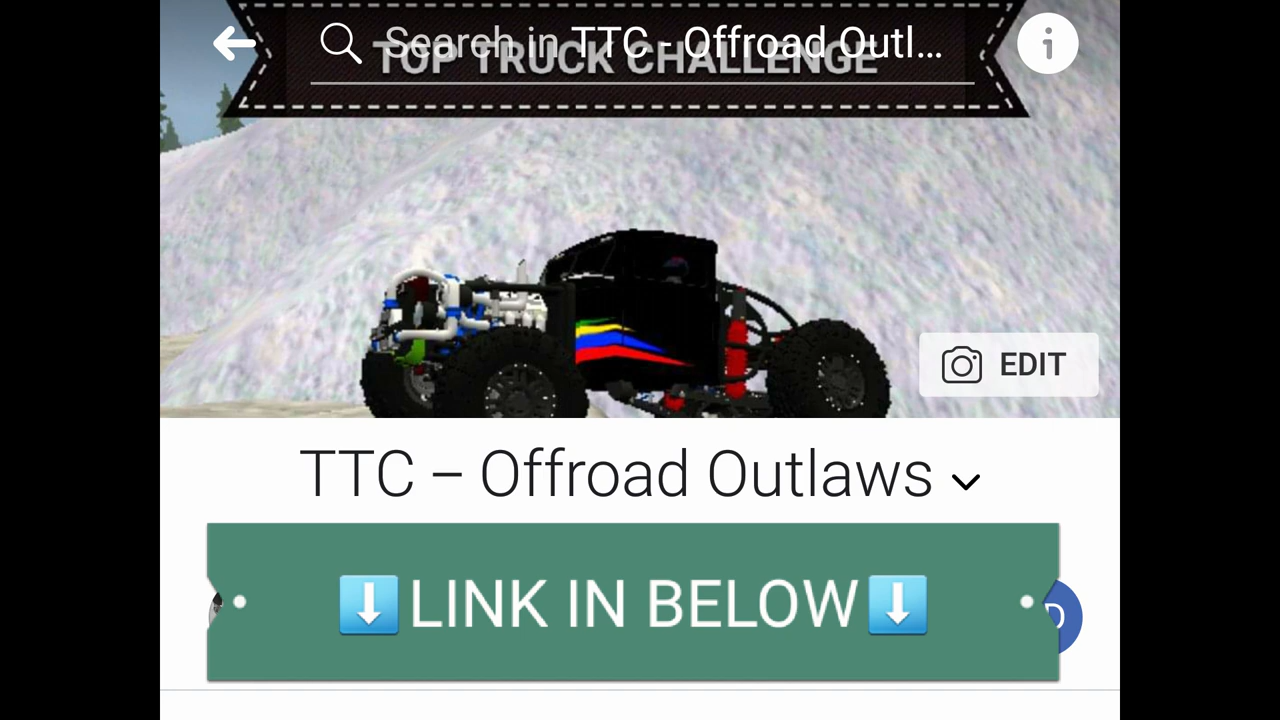 Search in TTC - Offroad Outl...
TOP TRUCK CHALLENGE
EDIT
TTC – Offroad Outlaws
⬇️LINK IN BELOW⬇️
D